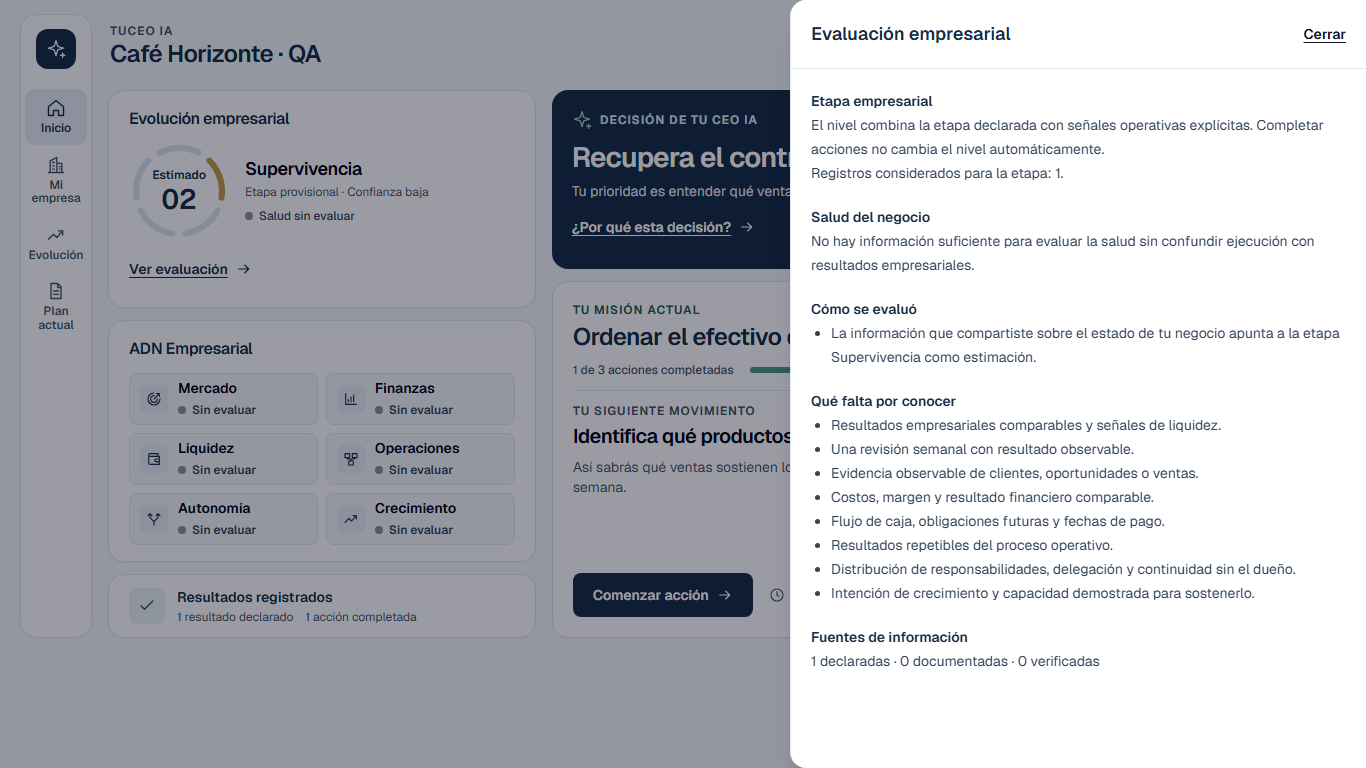 TUCEO IA
Café Horizonte · QA
Inicio
Mi
empresa
Evolución
Plan
actual
Evolución empresarial
Estimado
02
Supervivencia
Etapa provisional · Confianza baja
Salud sin evaluar
Ver evaluación
ADN Empresarial
Mercado
Sin evaluar
Finanzas
Sin evaluar
Liquidez
Sin evaluar
Operaciones
Sin evaluar
Autonomía
Sin evaluar
Crecimiento
Sin evaluar
Resultados registrados
1 resultado declarado 1 acción completada
DECISIÓN DE TU CEO IA
Recupera el
Tu prioridad es entender qué
¿Por qué esta decisión?
TU MISIÓN ACTUAL
Ordenar el efectivo
1 de 3 acciones completadas
TU SIGUIENTE MOVIMIENTO
Identifica qué productos
Así sabrás qué ventas sostienen
semana.
Comenzar acción
Evaluación empresarial
Cerrar
Etapa empresarial
El nivel combina la etapa declarada con señales operativas explícitas. Completar
acciones no cambia el nivel automáticamente.
Registros considerados para la etapa: 1.
Salud del negocio
No hay información suficiente para evaluar la salud sin confundir ejecución con
resultados empresariales.
Cómo se evaluó
La información que compartiste sobre el estado de tu negocio apunta a la etapa
Supervivencia como estimación.
Qué falta por conocer
Resultados empresariales comparables y señales de liquidez.
Una revisión semanal con resultado observable.
Evidencia observable de clientes, oportunidades o ventas.
Costos, margen y resultado financiero comparable.
Flujo de caja, obligaciones futuras y fechas de pago.
Resultados repetibles del proceso operativo.
Distribución de responsabilidades, delegación y continuidad sin el dueño.
Intención de crecimiento y capacidad demostrada para sostenerlo.
Fuentes de información
1 declaradas · 0 documentadas · 0 verificadas